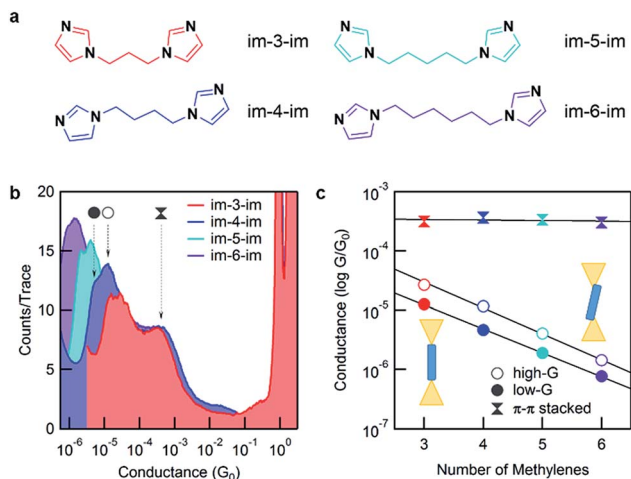 a
N N N N im-3-im
N N N N im-5-im
N N N N im-4-im
N N N N im-6-im
b
20
15
10
5
0
Counts/Trace
im-3-im
im-4-im
im-5-im
im-6-im
10-6 10-5 10-4 10-3 10-2 10-1 100
Conductance (G0)
c
10-3
10-4
10-5
10-6
10-7
Conductance (log G/G0)
high-G
low-G
π-π stacked
3 4 5 6
Number of Methylenes